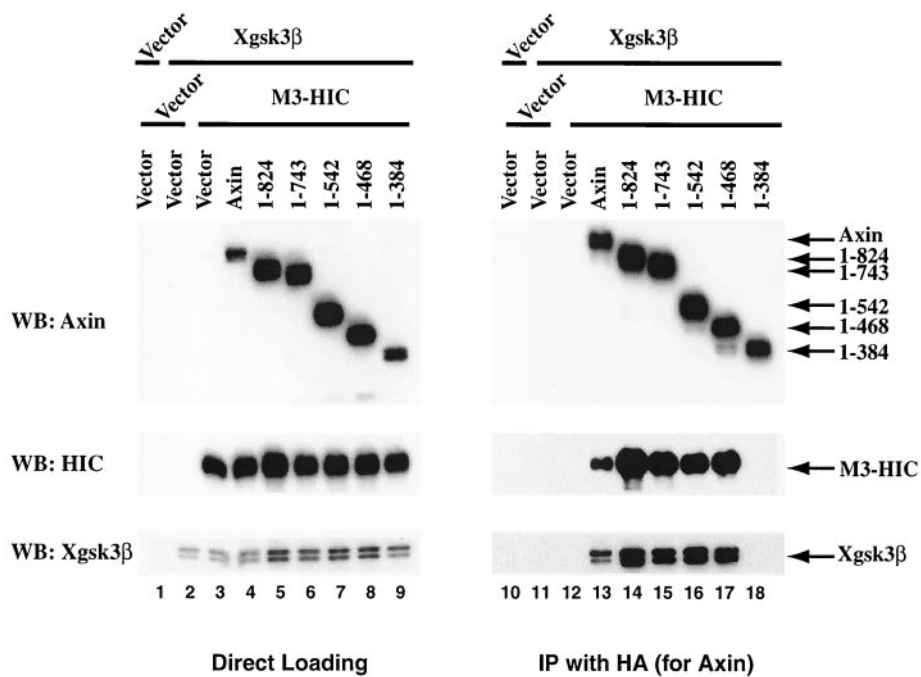 Vector Xgsk3β
Vector M3-HIC
Vector Vector Vector Axin 1-824 1-743 1-542 1-468 1-384
Vector Xgsk3β
Vector M3-HIC
Vector Vector Vector Axin 1-824 1-743 1-542 1-468 1-384
WB: Axin
Axin
1-824
1-743
1-542
1-468
1-384
WB: HIC
M3-HIC
WB: Xgsk3β
Xgsk3β
1 2 3 4 5 6 7 8 9
10 11 12 13 14 15 16 17 18
Direct Loading
IP with HA (for Axin)